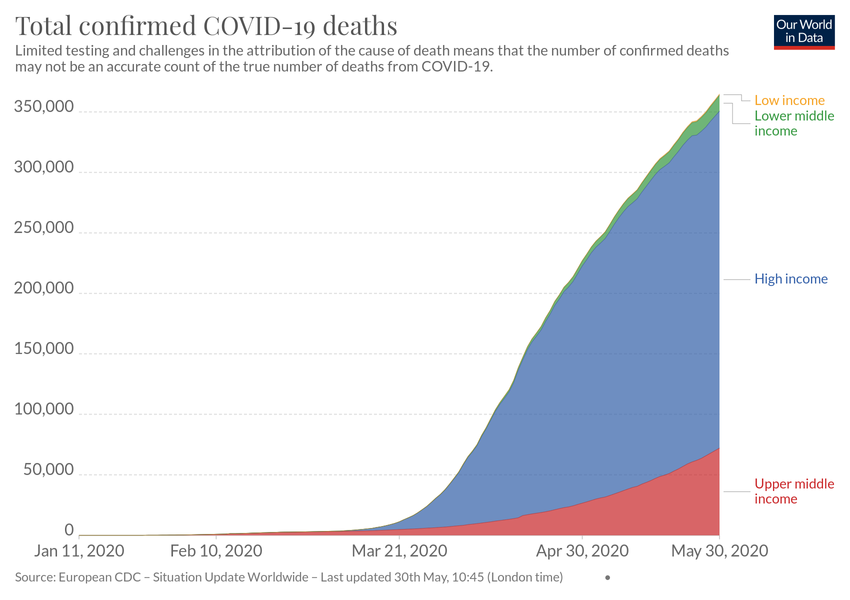 Total confirmed COVID-19 deaths
Our World
in Data
Limited testing and challenges in the attribution of the cause of death means that the number of confirmed deaths
may not be an accurate count of the true number of deaths from COVID-19.
350,000
300,000
250,000
200,000
150,000
100,000
50,000
0
Low income
Lower middle
income
High income
Upper middle
income
Jan 11, 2020
Feb 10, 2020
Mar 21, 2020
Apr 30, 2020
May 30, 2020
Source: European CDC – Situation Update Worldwide – Last updated 30th May, 10:45 (London time) •